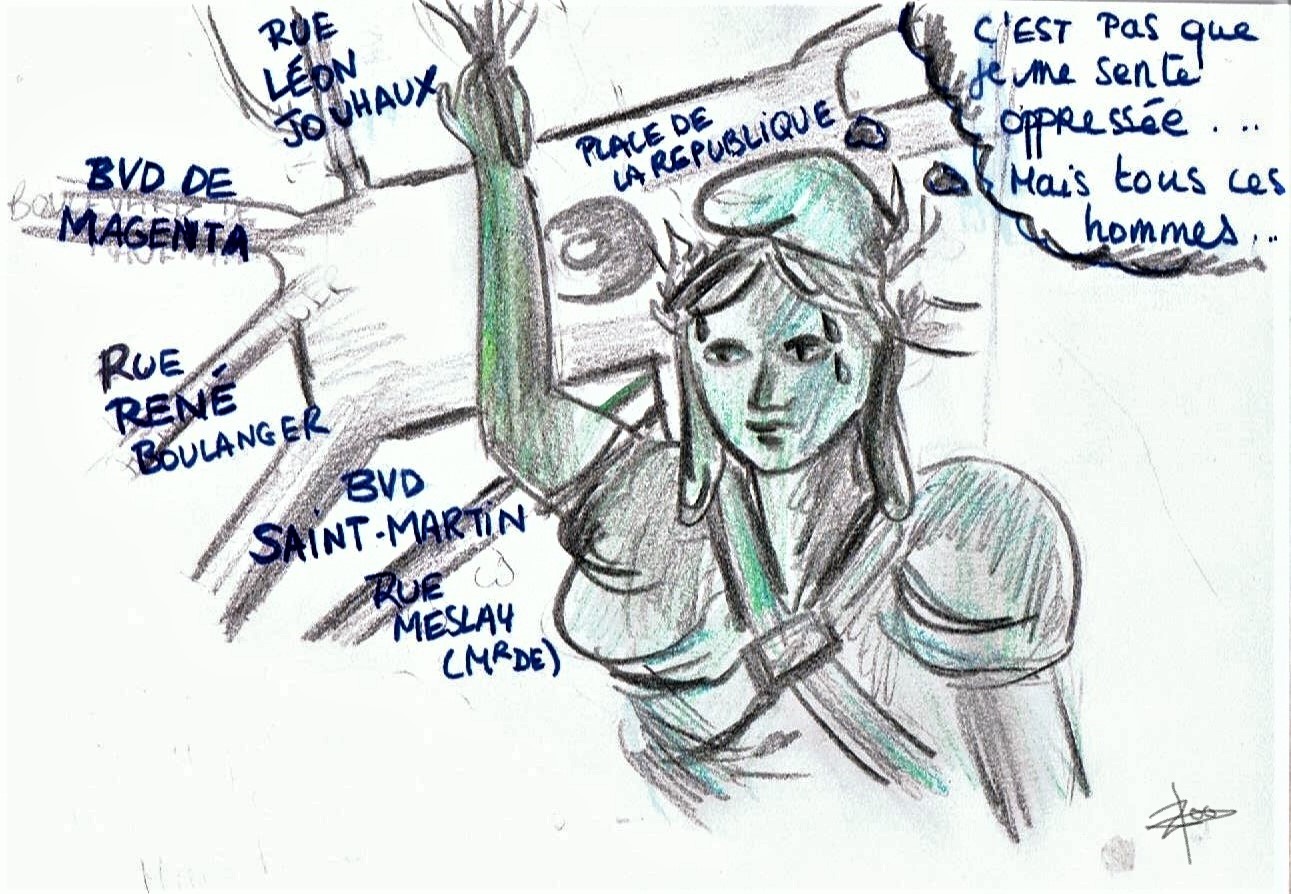 RUE
LÉON
JOUHAUX
BVD DE
MAGENTA
RUE
RENÉ
BOULANGER
BVD
SAINT-MARTIN
RUE
MESLAY
(MR DE)
PLACE DE
LA REPUBLIQUE
C'EST PAS que
je me sente
oppressée ...
Mais tous ces
hommes...